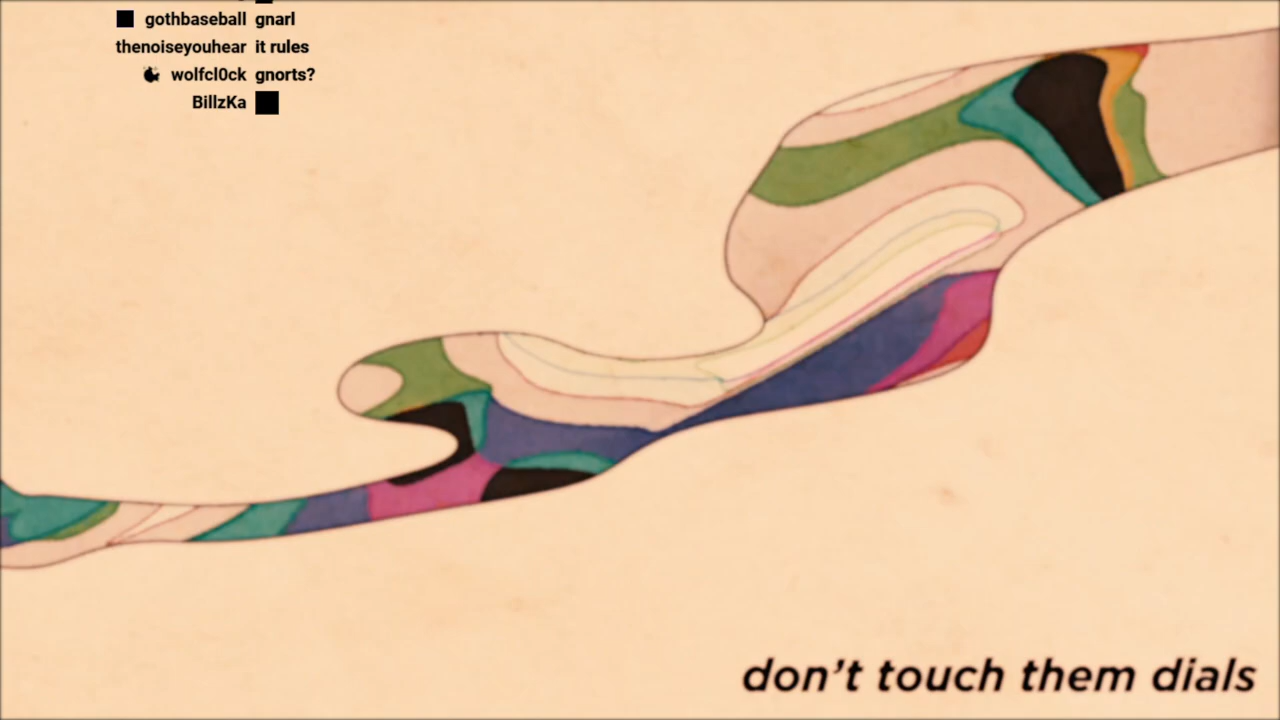 gothbaseball gnarl
thenoiseyouhear it rules
wolfcl0ck gnorts?
BillzKa
don't touch them dials